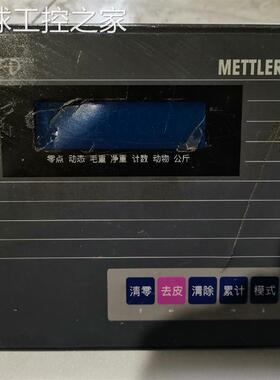 球工控之家
METTLER
零点 动态 毛重 净重 计数 动物 公斤
清零 去皮 清除 累计 模式